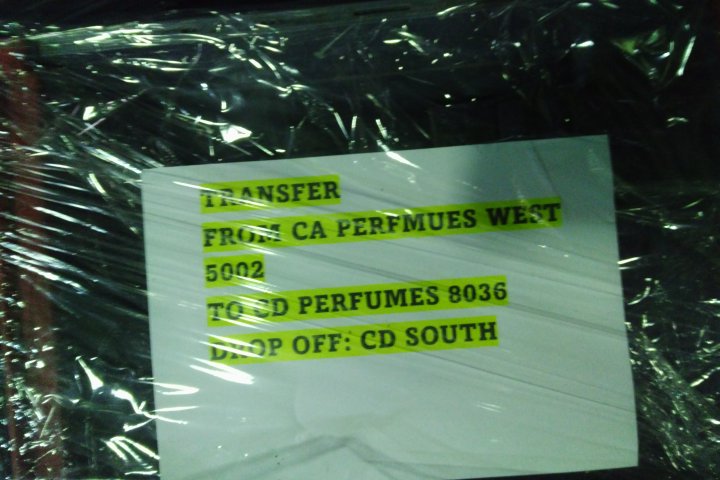 TRANSFER
FROM CA PERFMUES WEST
5002
TO CD PERFUMES 8036
DROP OFF: CD SOUTH